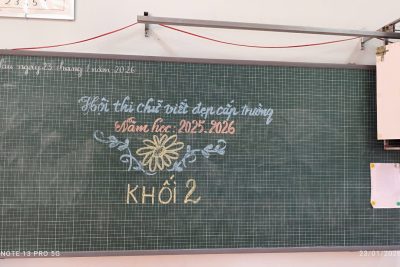 ngày 23 tháng 1 năm 2026
Hội thi chữ viết đẹp cấp trường
Năm học: 2025-2026
KHỐI 2
NOTE 13 PRO 5G
23/01/2026